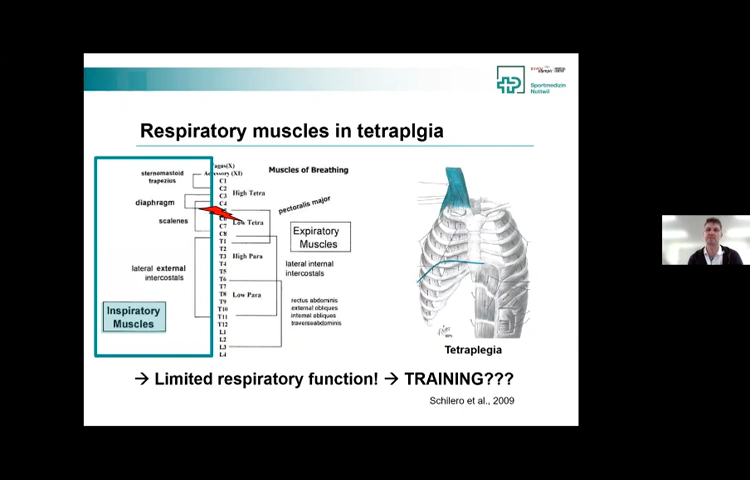 Sportmedizin
Nottwil
Respiratory muscles in tetraplgia
Vagus(X)
Accessory (XI)
Muscles of Breathing
sternomastoid
trapezius
diaphragm
scalenes
lateral external
intercostals
Inspiratory
Muscles
C1
C2
C3
C4
C7
C8
T1
T2
T3
T4
T5
T6
T7
T8
T9
T10
T11
T12
L1
L2
L3
L4
High Tetra
Low Tetra
High Para
Low Para
pectoralis major
Expiratory
Muscles
lateral internal
intercostals
rectus abdominis
external obliques
internal obliques
traverseabdominis
Tetraplegia
→ Limited respiratory function! → TRAINING???
Schilero et al., 2009